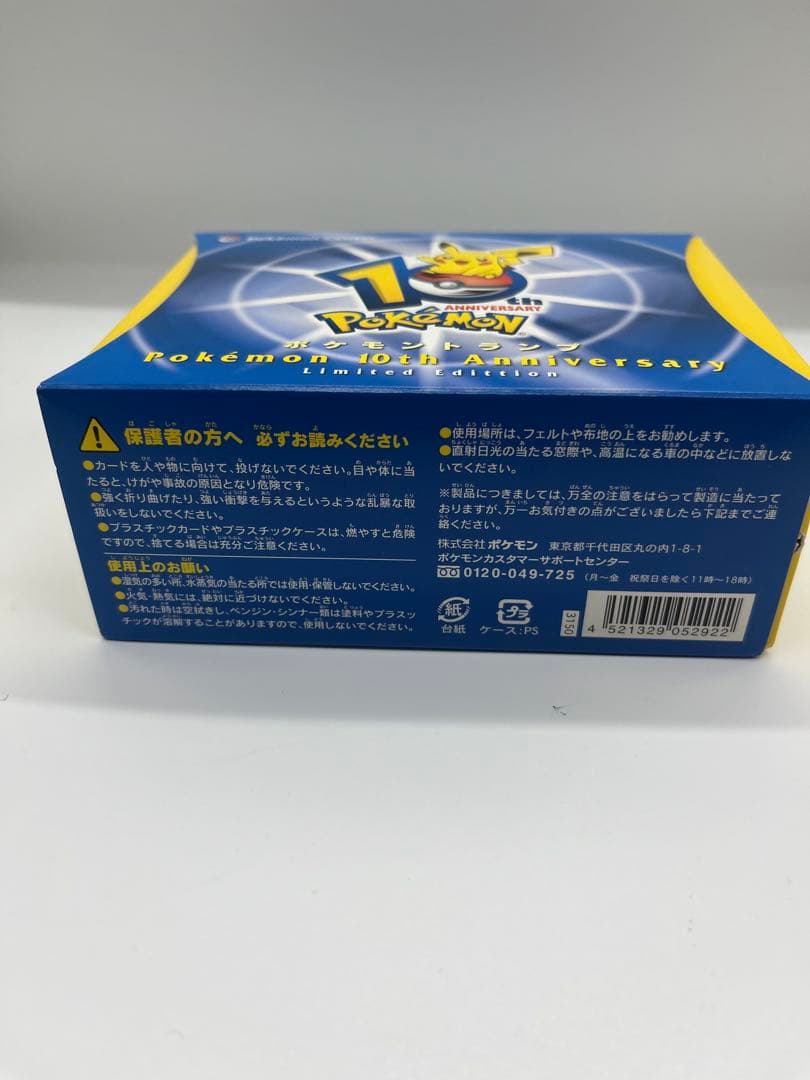 10th
ANNIVERSARY
POKéMON
ポケモントランプ
Pokémon 10th Anniversary
Limited Edition
保護者の方へ 必ずお読みください
●カードを人や物に向けて、投げないでください。目や体に当
たると、けがや事故の原因となり危険です。
●強く折り曲げたり、強い衝撃を与えるというような乱暴な取
扱いをしないでください。
●プラスチックカードやプラスチックケースは、燃やすと危険
ですので、捨てる場合は充分ご注意ください。
使用上のお願い
●湿気の多い所、水蒸気の当たる所では使用・保管しないでください。
●火気・熱気には、絶対に近づけないでください。
●汚れた時は空拭きし、ベンジン・シンナー類は塗料やプラスッ
チックが溶解することがありますので、使用しないでください。
●使用場所は、フェルトや布地の上をお勧めします。
●直射日光の当たる窓際や、高温になる車の中などに放置し
ないでください。
※製品につきましては、万全の注意をはらって製造に当たって
おりますが、万一お気付きの点がございましたら下記までご連
絡ください。
株式会社 ポケモン 東京都千代田区丸の内1-8-1
ポケモンカスタマーサポートセンター
0120-049-725 (月〜金 祝祭日を除く11時〜18時)
紙
台紙
プラ
ケース:PS
3150
4 521329 052922